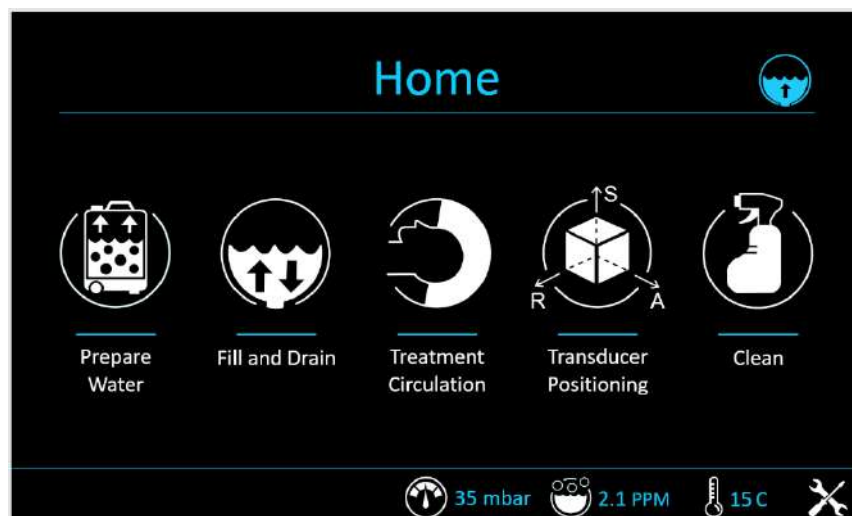 Home
S
R
A
Prepare
Water
Fill and Drain
Treatment
Circulation
Transducer
Positioning
Clean
35 mbar
2.1 PPM
15 C